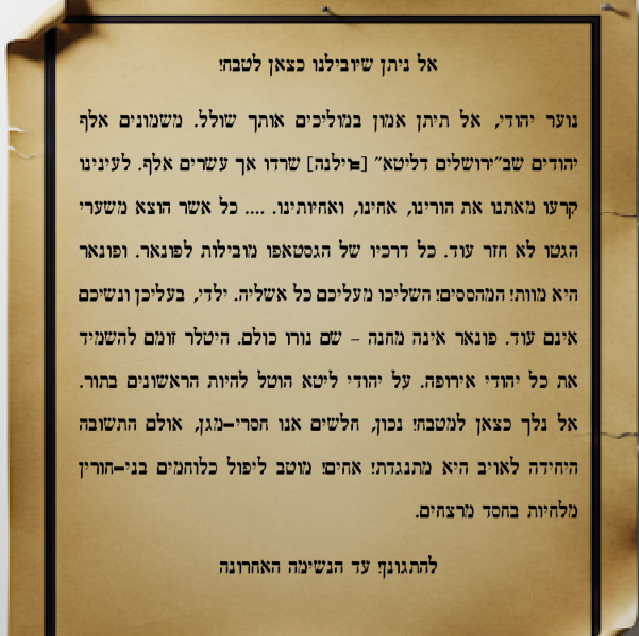 אל ניתן שיובילנו כצאן לטבח!
נוער יהודי, אל תיתן אמון במוליכים אותך שולל. משמונים אלף
יהודים שב"ירושלים דליטא" [=וילנה] שרדו אך עשרים אלף. לעינינו
קרעו מאתנו את הורינו, אחינו, ואחיותינו. .... כל אשר הוצא משערי
הגטו לא חזר עוד. כל דרכיו של הגסטאפו מובילות לפונאר. ופונאר
היא מוות! המהססים! השליכו מעליכם כל אשליה. ילדי, בעליכן ונשיכם
אינם עוד. פונאר אינה מחנה – שם נורו כולם. היטלר זומם להשמיד
את כל יהודי אירופה. על יהודי ליטא הוטל להיות הראשונים בתור.
אל נלך כצאן למטבח! נכון, חלשים אנו חסרי-מגן, אולם התשובה
היחידה לאויב היא מתנגדת! אחים! מוטב ליפול כלוחמים בני-חורין
מלחיות בחסד מרצחים.
להתגונן! עד הנשימה האחרונה